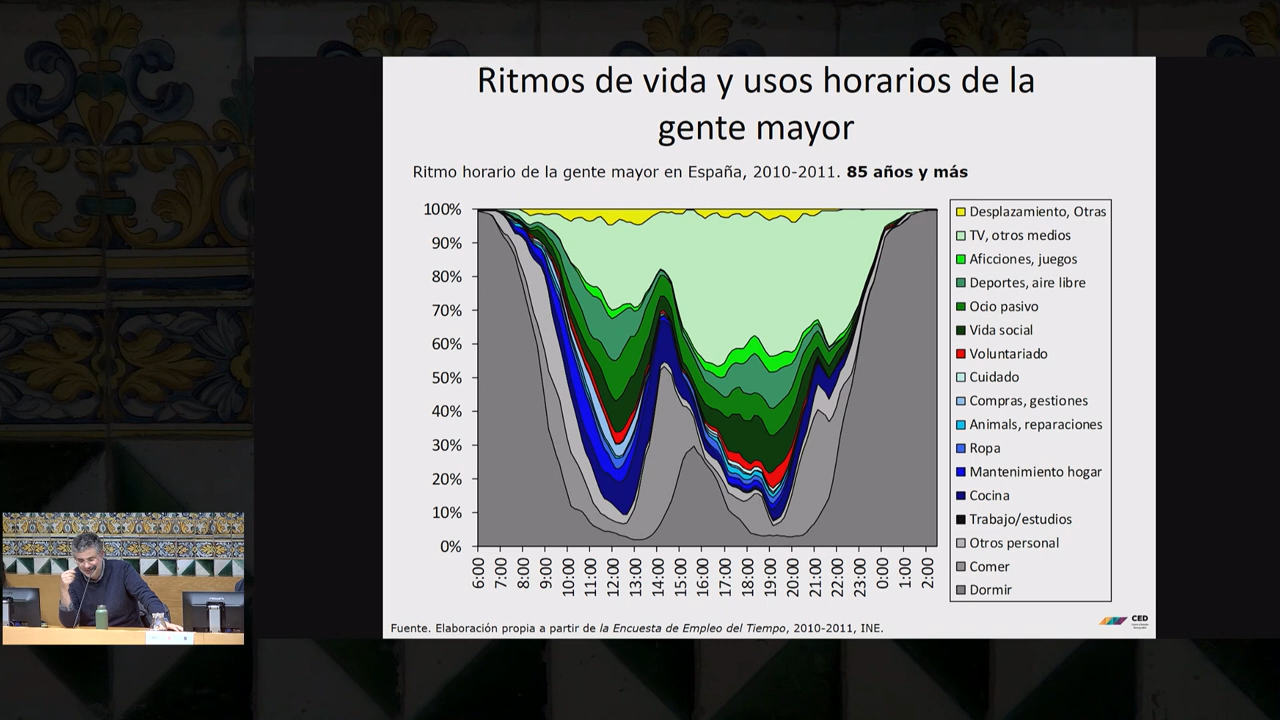 Ritmos de vida y usos horarios de la
gente mayor
Ritmo horario de la gente mayor en España, 2010-2011. 85 años y más
100%
90%
80%
70%
60%
50%
40%
30%
20%
10%
0%
6:00 7:00 8:00 9:00 10:00 11:00 12:00 13:00 14:00 15:00 16:00 17:00 18:00 19:00 20:00 21:00 22:00 23:00 0:00 1:00 2:00
Desplazamiento, Otras
TV, otros medios
Aficciones, juegos
Deportes, aire libre
Ocio pasivo
Vida social
Voluntariado
Cuidado
Compras, gestiones
Animals, reparaciones
Ropa
Mantenimiento hogar
Cocina
Trabajo/estudios
Otros personal
Comer
Dormir
Fuente. Elaboración propia a partir de la Encuesta de Empleo del Tiempo, 2010-2011, INE.
CED